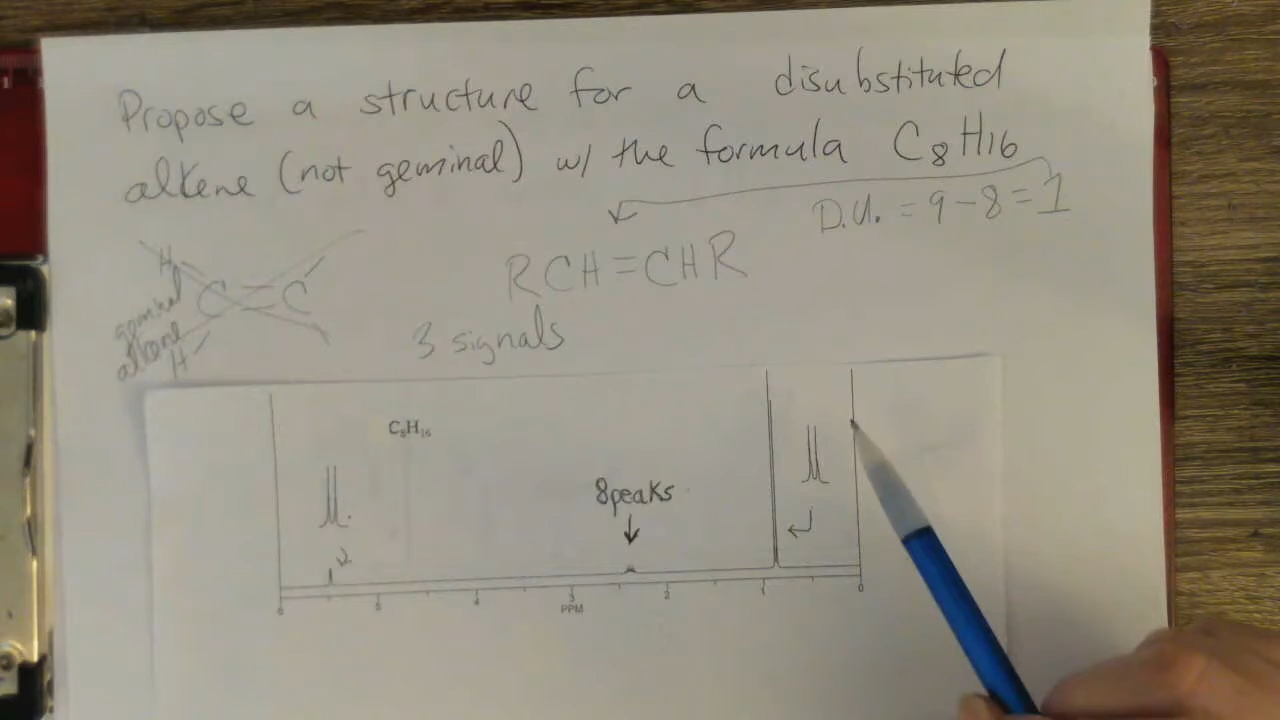 Propose a structure for a disubstituted
alkene (not geminal) w/ the formula C₈H₁₆
D.U. = 9-8=1
RCH=CHR
H
C=C
geminal
alkene
H
3 signals
C₈H₁₆
8peaks
6 5 4 3 2 1 0
PPM